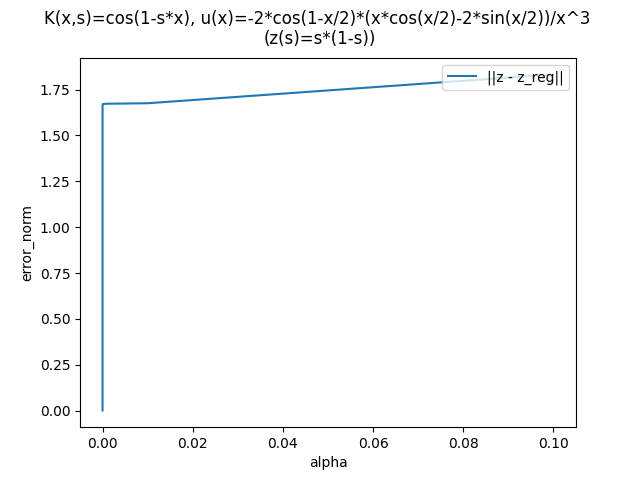 K(x,s)=cos(1-s*x), u(x)=-2*cos(1-x/2)*(x*cos(x/2)-2*sin(x/2))/x^3
(z(s)=s*(1-s))
||z - z_reg||
1.75
1.50
1.25
1.00
0.75
0.50
0.25
0.00
error_norm
0.00 0.02 0.04 0.06 0.08 0.10
alpha